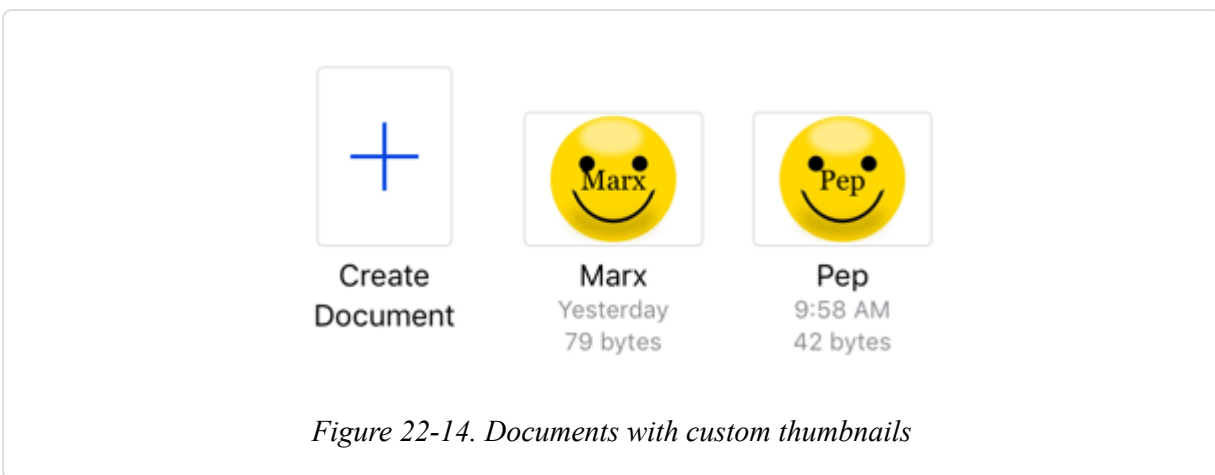 Marx
Pep
Create
Document
Marx
Yesterday
79 bytes
Pep
9:58 AM
42 bytes
Figure 22-14. Documents with custom thumbnails